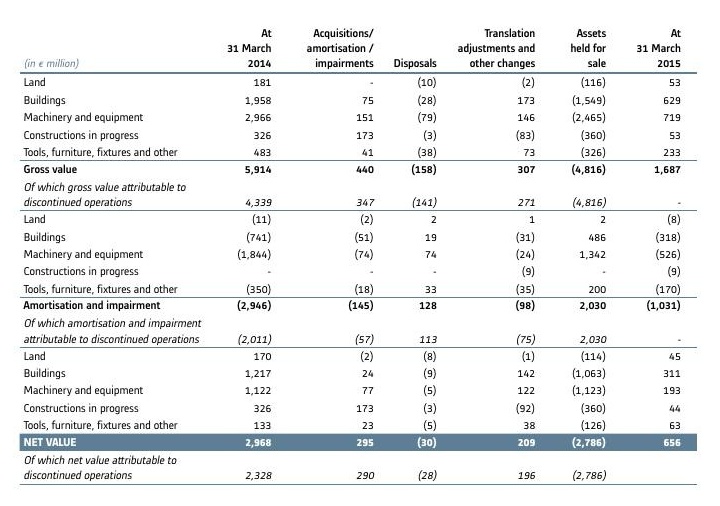 At Acquisitions/ Translation Assets At
31 March amortisation / adjustments and held for 31 March
(in € million) 2014 impairments Disposals other changes sale 2015
Land 181 - (10) (2) (116) 53
Buildings 1,958 75 (28) 173 (1,549) 629
Machinery and equipment 2,966 151 (79) 146 (2,465) 719
Constructions in progress 326 173 (3) (83) (360) 53
Tools, furniture, fixtures and other 483 41 (38) 73 (326) 233
Gross value 5,914 440 (158) 307 (4,816) 1,687
Of which gross value attributable to
discontinued operations 4,339 347 (141) 271 (4,816) -
Land (11) (2) 2 1 2 (8)
Buildings (741) (51) 19 (31) 486 (318)
Machinery and equipment (1,844) (74) 74 (24) 1,342 (526)
Constructions in progress - - - (9) - (9)
Tools, furniture, fixtures and other (350) (18) 33 (35) 200 (170)
Amortisation and impairment (2,946) (145) 128 (98) 2,030 (1,031)
Of which amortisation and impairment
attributable to discontinued operations (2,011) (57) 113 (75) 2,030 -
Land 170 (2) (8) (1) (114) 45
Buildings 1,217 24 (9) 142 (1,063) 311
Machinery and equipment 1,122 77 (5) 122 (1,123) 193
Constructions in progress 326 173 (3) (92) (360) 44
Tools, furniture, fixtures and other 133 23 (5) 38 (126) 63
NET VALUE 2,968 295 (30) 209 (2,786) 656
Of which net value attributable to
discontinued operations 2,328 290 (28) 196 (2,786)